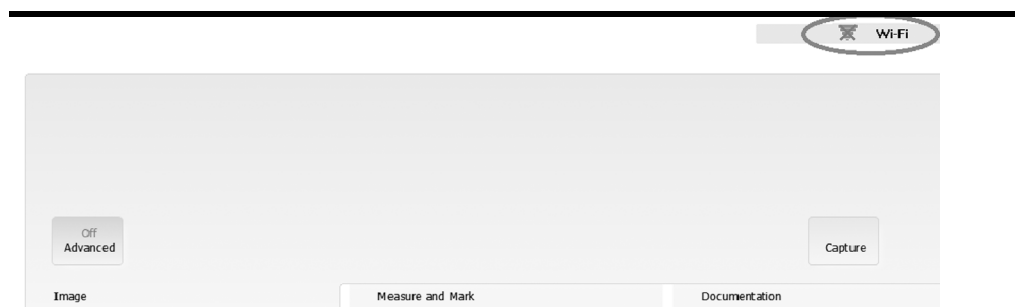 Wi-Fi
Off
Advanced
Capture
Image
Measure and Mark
Documentation